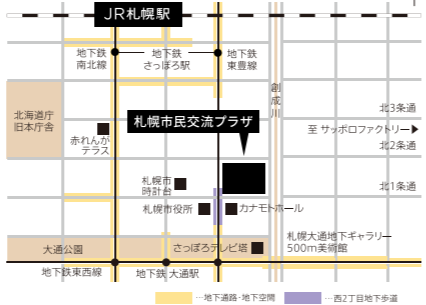 JR札幌駅
地下鉄
南北線
地下鉄
さっぽろ駅
地下鉄
東豊線
創成川
北海道庁
旧本庁舎
赤れんが
テラス
札幌市民交流プラザ
北3条通
至 サッポロファクトリー▶
北2条通
札幌市
時計台
北1条通
札幌市役所
カナモトホール
大通公園
さっぽろテレビ塔
札幌大通地下ギャラリー
500m美術館
地下鉄東西線
地下鉄 大通駅
…地下通路・地下空間
…西2丁目地下歩道